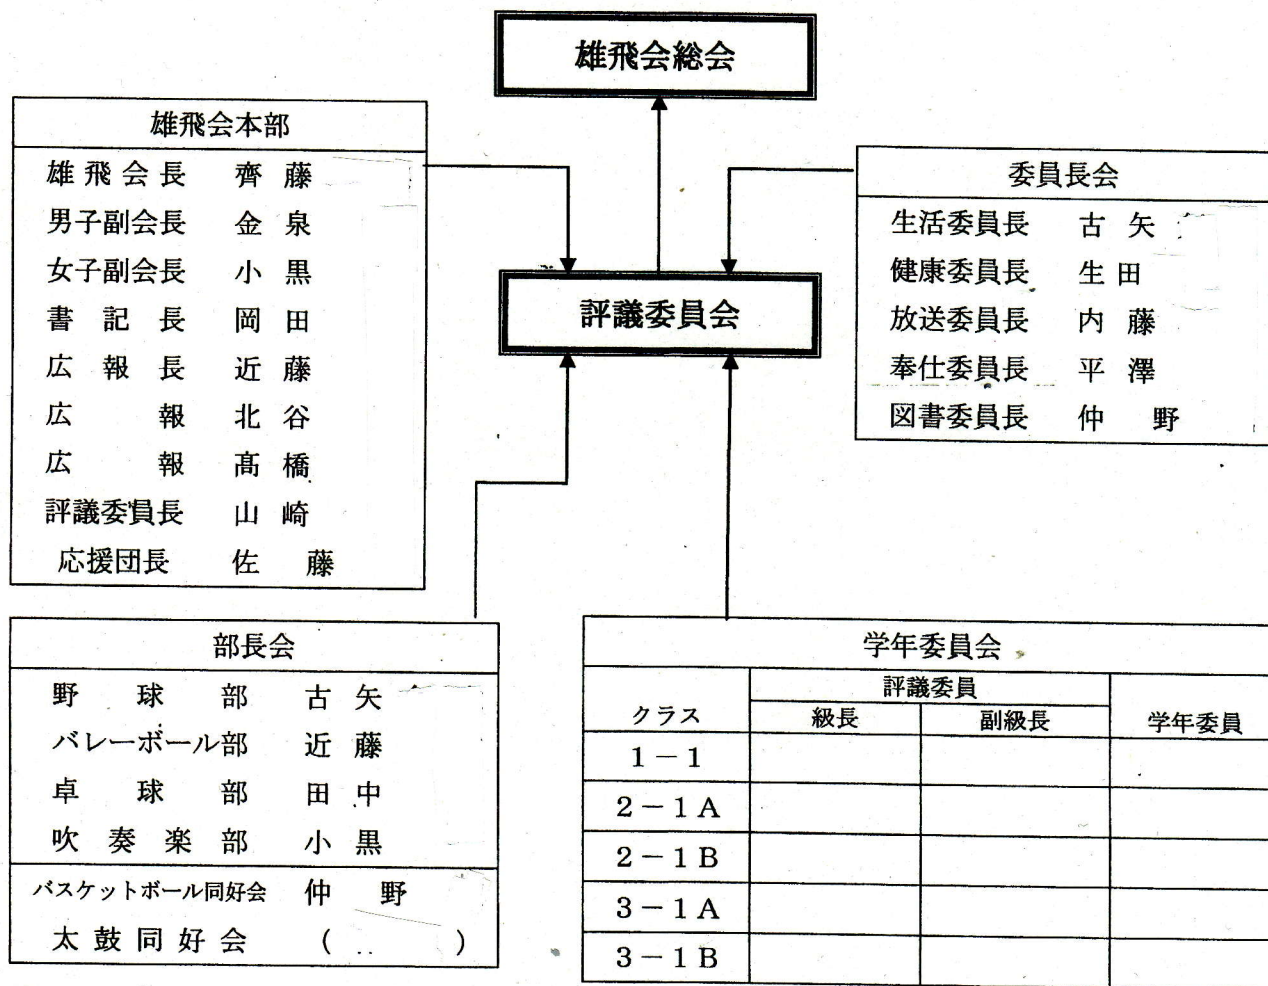 雄飛会総会
雄飛会本部
雄飛会長 齊藤
男子副会長 金泉
女子副会長 小黒
書記長 岡田
広報長 近藤
広報 北谷
広報 髙橋
評議委員長 山崎
応援団長 佐藤
委員長会
生活委員長 古矢
健康委員長 生田
放送委員長 内藤
奉仕委員長 平澤
図書委員長 仲野
評議委員会
部長会
野球部 古矢
バレーボール部 近藤
卓球部 田中
吹奏楽部 小黒
バスケットボール同好会 仲野
太鼓同好会 ( )
学年委員会
クラス 評議委員 学年委員
級長 副級長
1-1
2-1A
2-1B
3-1A
3-1B